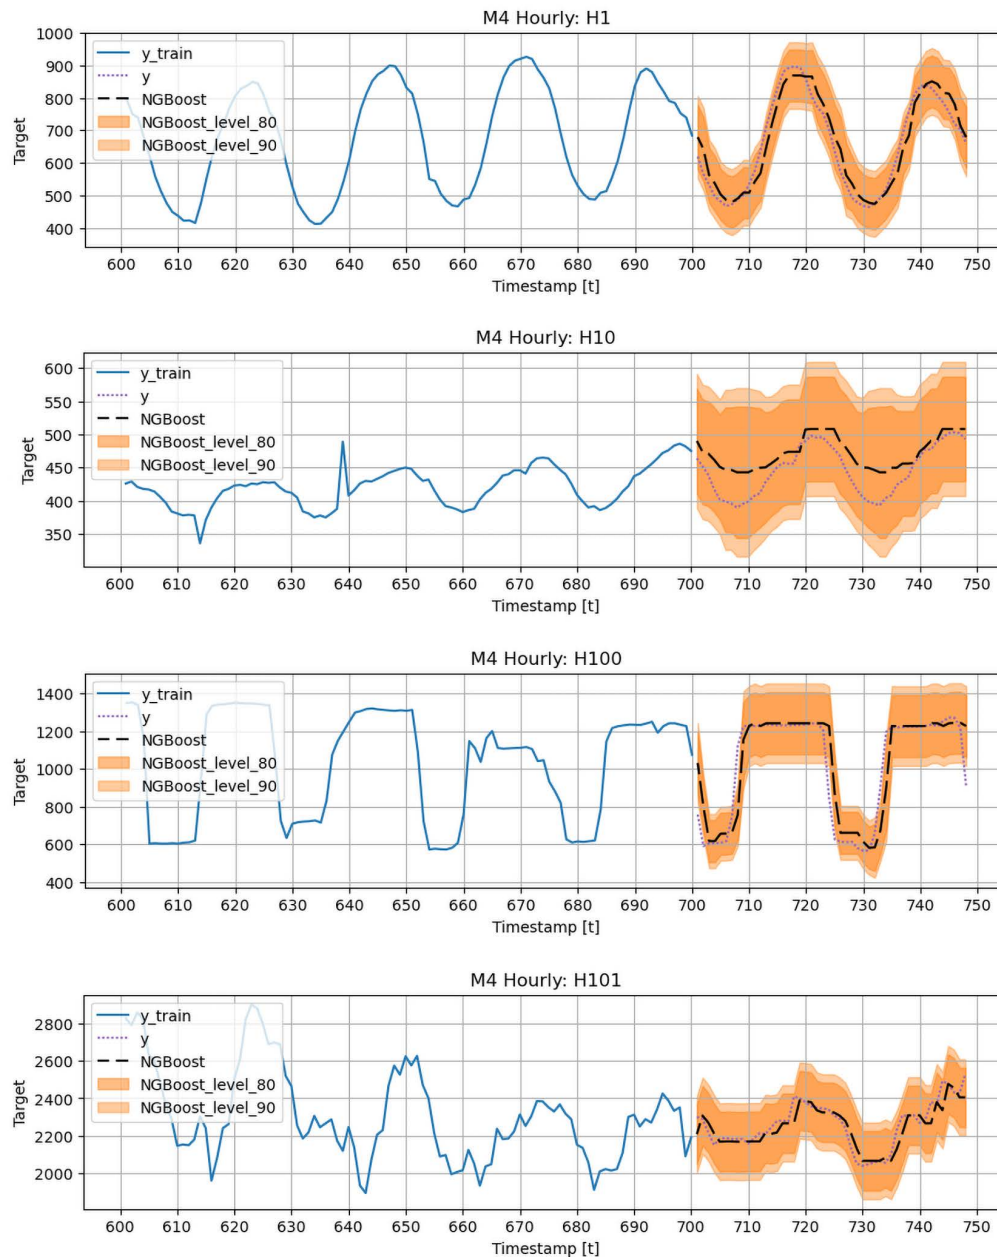 M4 Hourly: H1
1000
900
800
700
600
500
400
Target
y_train
y
NGBoost
NGBoost_level_80
NGBoost_level_90
600 610 620 630 640 650 660 670 680 690 700 710 720 730 740 750
Timestamp [t]
M4 Hourly: H10
600
550
500
450
400
350
Target
y_train
y
NGBoost
NGBoost_level_80
NGBoost_level_90
600 610 620 630 640 650 660 670 680 690 700 710 720 730 740 750
Timestamp [t]
M4 Hourly: H100
1400
1200
1000
800
600
400
Target
y_train
y
NGBoost
NGBoost_level_80
NGBoost_level_90
600 610 620 630 640 650 660 670 680 690 700 710 720 730 740 750
Timestamp [t]
M4 Hourly: H101
2800
2600
2400
2200
2000
Target
y_train
y
NGBoost
NGBoost_level_80
NGBoost_level_90
600 610 620 630 640 650 660 670 680 690 700 710 720 730 740 750
Timestamp [t]